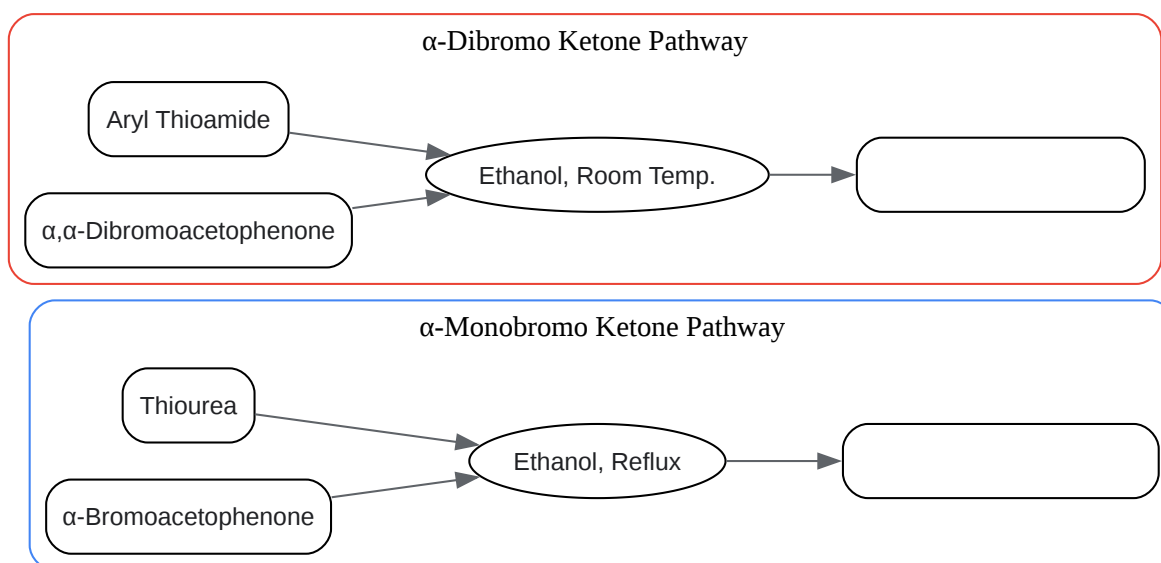 α-Dibromo Ketone Pathway
Aryl Thioamide
Ethanol, Room Temp.
α,α-Dibromoacetophenone
α-Monobromo Ketone Pathway
Thiourea
Ethanol, Reflux
α-Bromoacetophenone